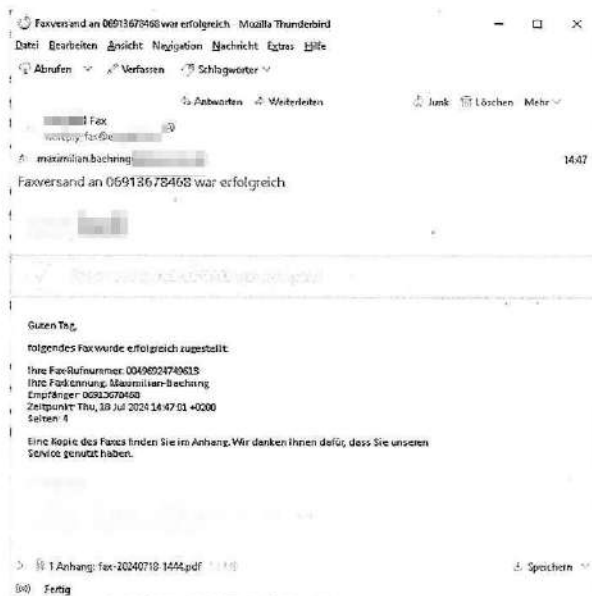 Faxversand an 06913678468 war erfolgreich - Mozilla Thunderbird
Datei Bearbeiten Ansicht Navigation Nachricht Extras Hilfe
Abrufen Verfassen Schlagwörter
Antworten Weiterleiten Junk Löschen Mehr
Fax
maximilian.baehring
14:47
Faxversand an 06913678468 war erfolgreich
Guten Tag,
folgendes Fax wurde erfolgreich zugestellt:
Ihre Fax-Rufnummer: 00496924749618
Ihre Faxkennung: Maximilian-Baehring
Empfänger: 06913678468
Zeitpunkt: Thu, 18 Jul 2024 14:47:01 +0200
Seiten: 4
Eine Kopie des Faxes finden Sie im Anhang. Wir danken Ihnen dafür, dass Sie unseren
Service genutzt haben.
1 Anhang: fax-20240718-1444.pdf
Speichern
Fertig